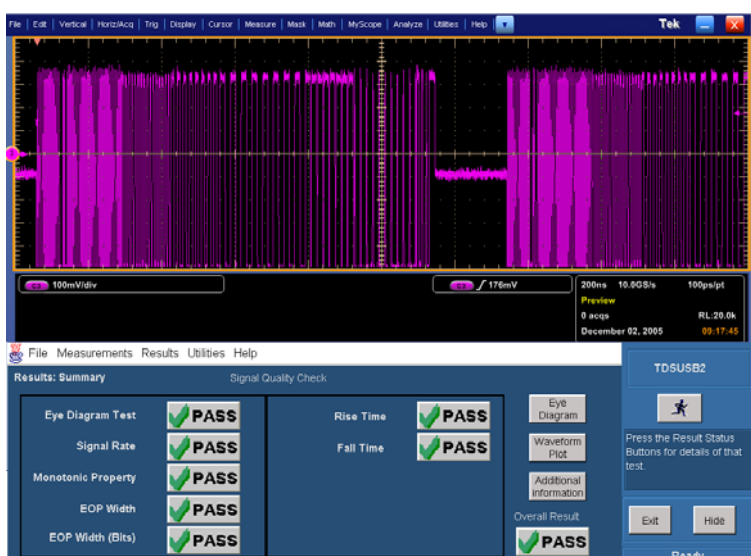 File Edit Vertical Horiz/Acq Trig Display Cursor Measure Mask Math MyScope Analyze Utilities Help Tek
C3 100mV/div C3 176mV 200ns 10.0GS/s 100ps/pt
Preview
0 acqs RL:20.0k
December 02, 2005 09:17:45
File Measurements Results Utilities Help
TDSUSB2
Results: Summary Signal Quality Check
Eye Diagram Test PASS Rise Time PASS Eye Diagram
Signal Rate PASS Fall Time PASS Waveform Plot
Press the Result Status
Buttons for details of that
test.
Monotonic Property PASS Additional Information
EOP Width PASS Overall Result
EOP Width (Bits) PASS PASS
Exit Hide
Ready